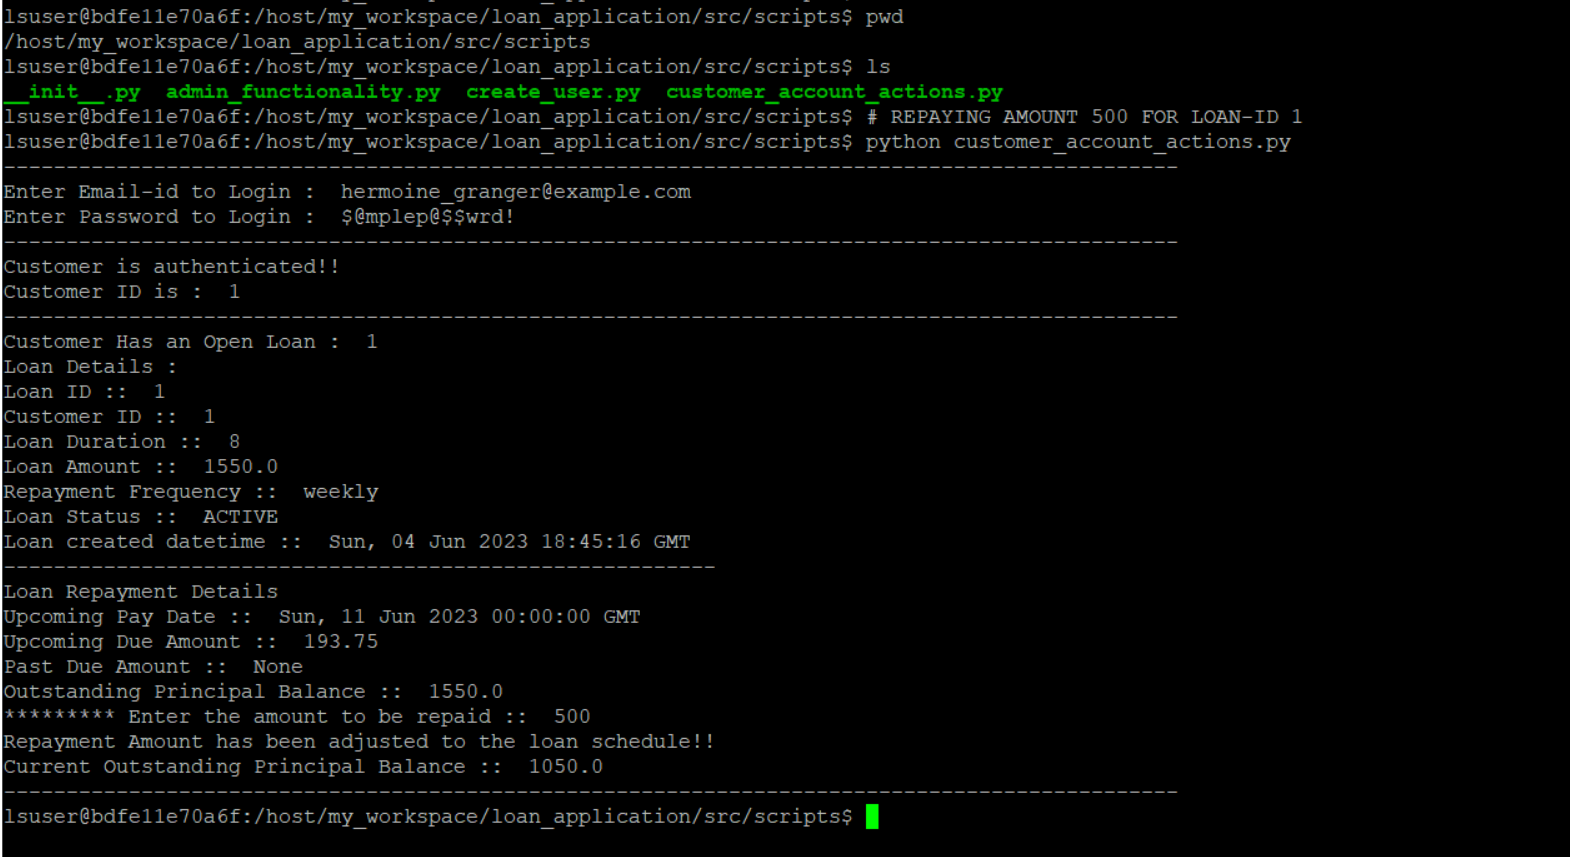 lsuser@bdfe11e70a6f:/host/my_workspace/loan_application/src/scripts$ pwd
/host/my_workspace/loan_application/src/scripts
lsuser@bdfe11e70a6f:/host/my_workspace/loan_application/src/scripts$ ls
__init__.py  admin_functionality.py  create_user.py  customer_account_actions.py
lsuser@bdfe11e70a6f:/host/my_workspace/loan_application/src/scripts$ # REPAYING AMOUNT 500 FOR LOAN-ID 1
lsuser@bdfe11e70a6f:/host/my_workspace/loan_application/src/scripts$ python customer_account_actions.py
----------------------------------------------------------------------------------------------
Enter Email-id to Login :  hermoine_granger@example.com
Enter Password to Login :  $@mplep@$$wrd!
----------------------------------------------------------------------------------------------
Customer is authenticated!!
Customer ID is :  1
----------------------------------------------------------------------------------------------
Customer Has an Open Loan :  1
Loan Details :
Loan ID ::  1
Customer ID ::  1
Loan Duration ::  8
Loan Amount ::  1550.0
Repayment Frequency ::  weekly
Loan Status ::  ACTIVE
Loan created datetime ::  Sun, 04 Jun 2023 18:45:16 GMT
---------------------------------------------------------
Loan Repayment Details
Upcoming Pay Date ::  Sun, 11 Jun 2023 00:00:00 GMT
Upcoming Due Amount ::  193.75
Past Due Amount ::  None
Outstanding Principal Balance ::  1550.0
********* Enter the amount to be repaid ::  500
Repayment Amount has been adjusted to the loan schedule!!
Current Outstanding Principal Balance ::  1050.0
----------------------------------------------------------------------------------------------
lsuser@bdfe11e70a6f:/host/my_workspace/loan_application/src/scripts$